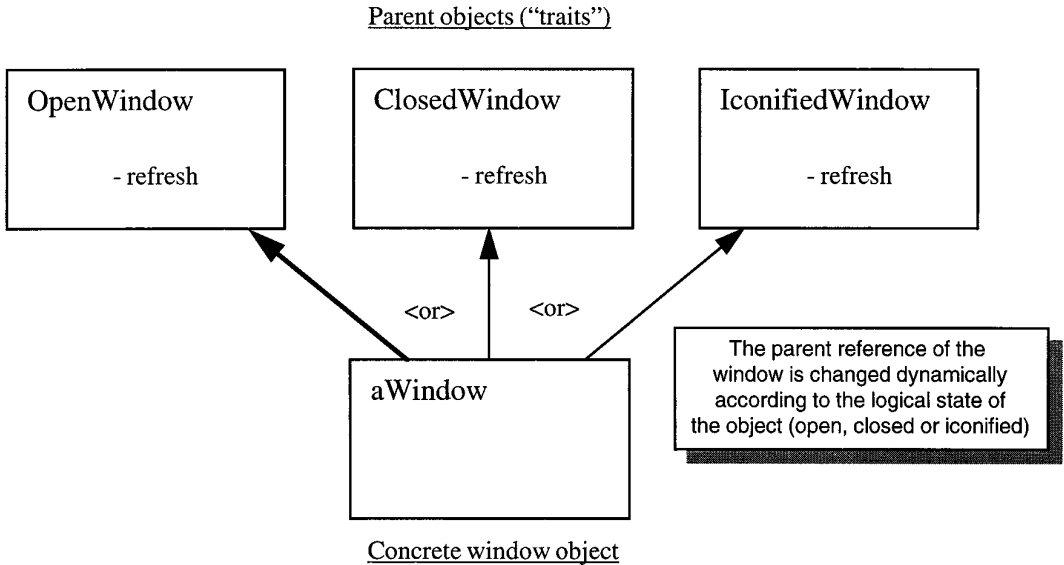 Parent objects (“traits”)
OpenWindow
- refresh
ClosedWindow
- refresh
IconifiedWindow
- refresh
<or>
<or>
aWindow
The parent reference of the
window is changed dynamically
according to the logical state of
the object (open, closed or iconified)
Concrete window object